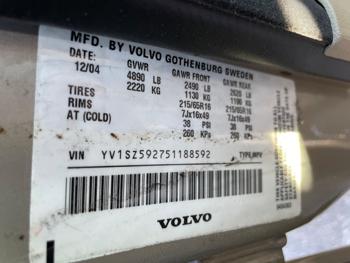 MFD. BY VOLVO GOTHENBURG SWEDEN
DATE: GVWR GAWR FRONT GAWR REAR
12/04 4890 LB 2490 LB 2520 LB
2220 KG 1130 KG KG
TIRES 215/65R16 215/65R16
RIMS 7Jx16x49 7Jx16x49
AT (COLD) 38 PSI 38 PSI
260 KPa 260 KPa
VIN YV1SZ592751188592 TYPE MPV
VOLVO